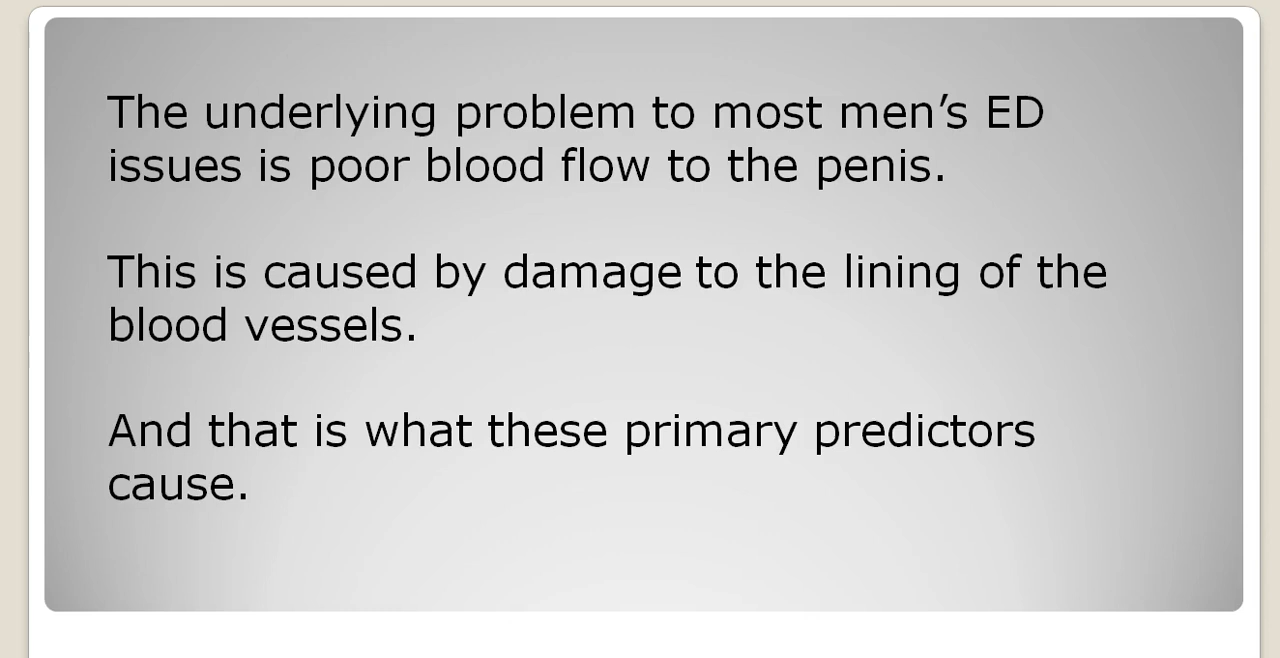 The underlying problem to most men’s ED
issues is poor blood flow to the penis.
This is caused by damage to the lining of the
blood vessels.
And that is what these primary predictors
cause.